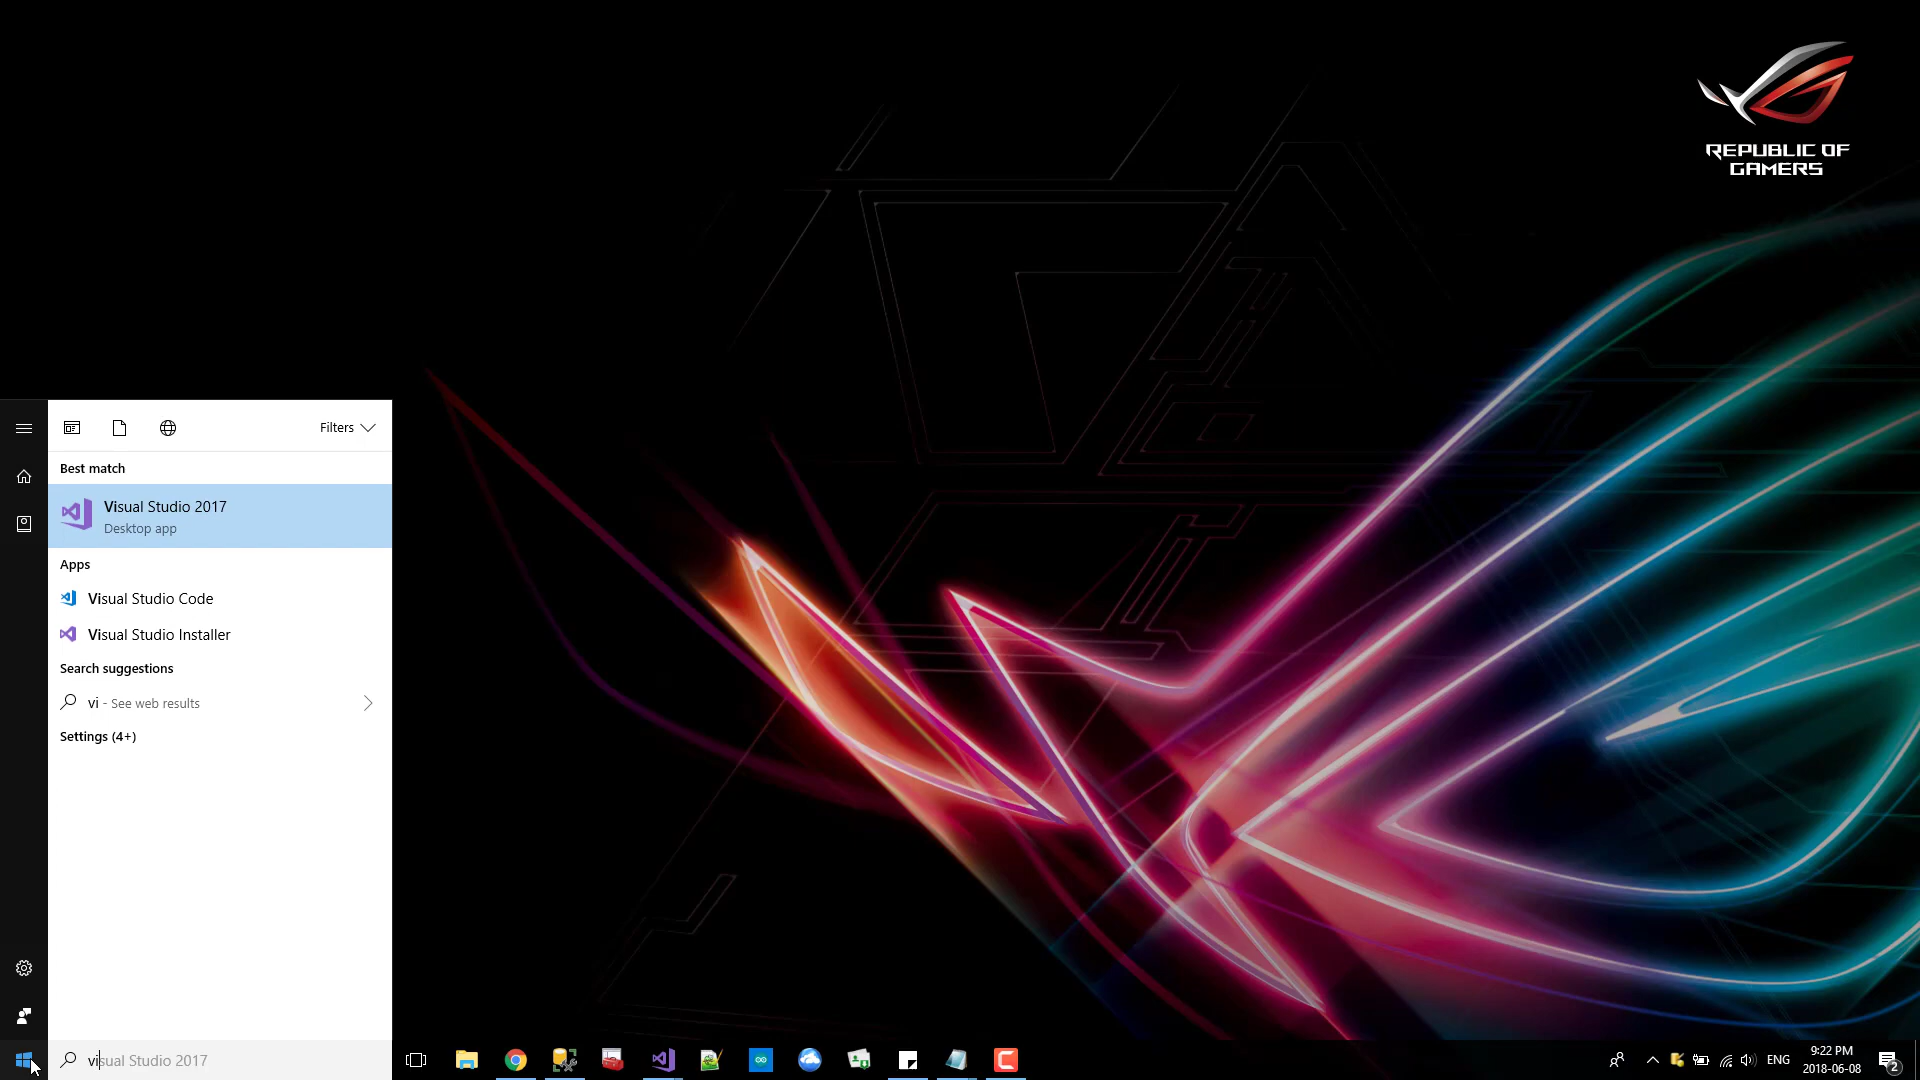 REPUBLIC OF
GAMERS
Filters
Best match
Visual Studio 2017
Desktop app
Apps
Visual Studio Code
Visual Studio Installer
Search suggestions
vi - See web results
Settings (4+)
visual Studio 2017
ENG
9:22 PM
2018-06-08
2